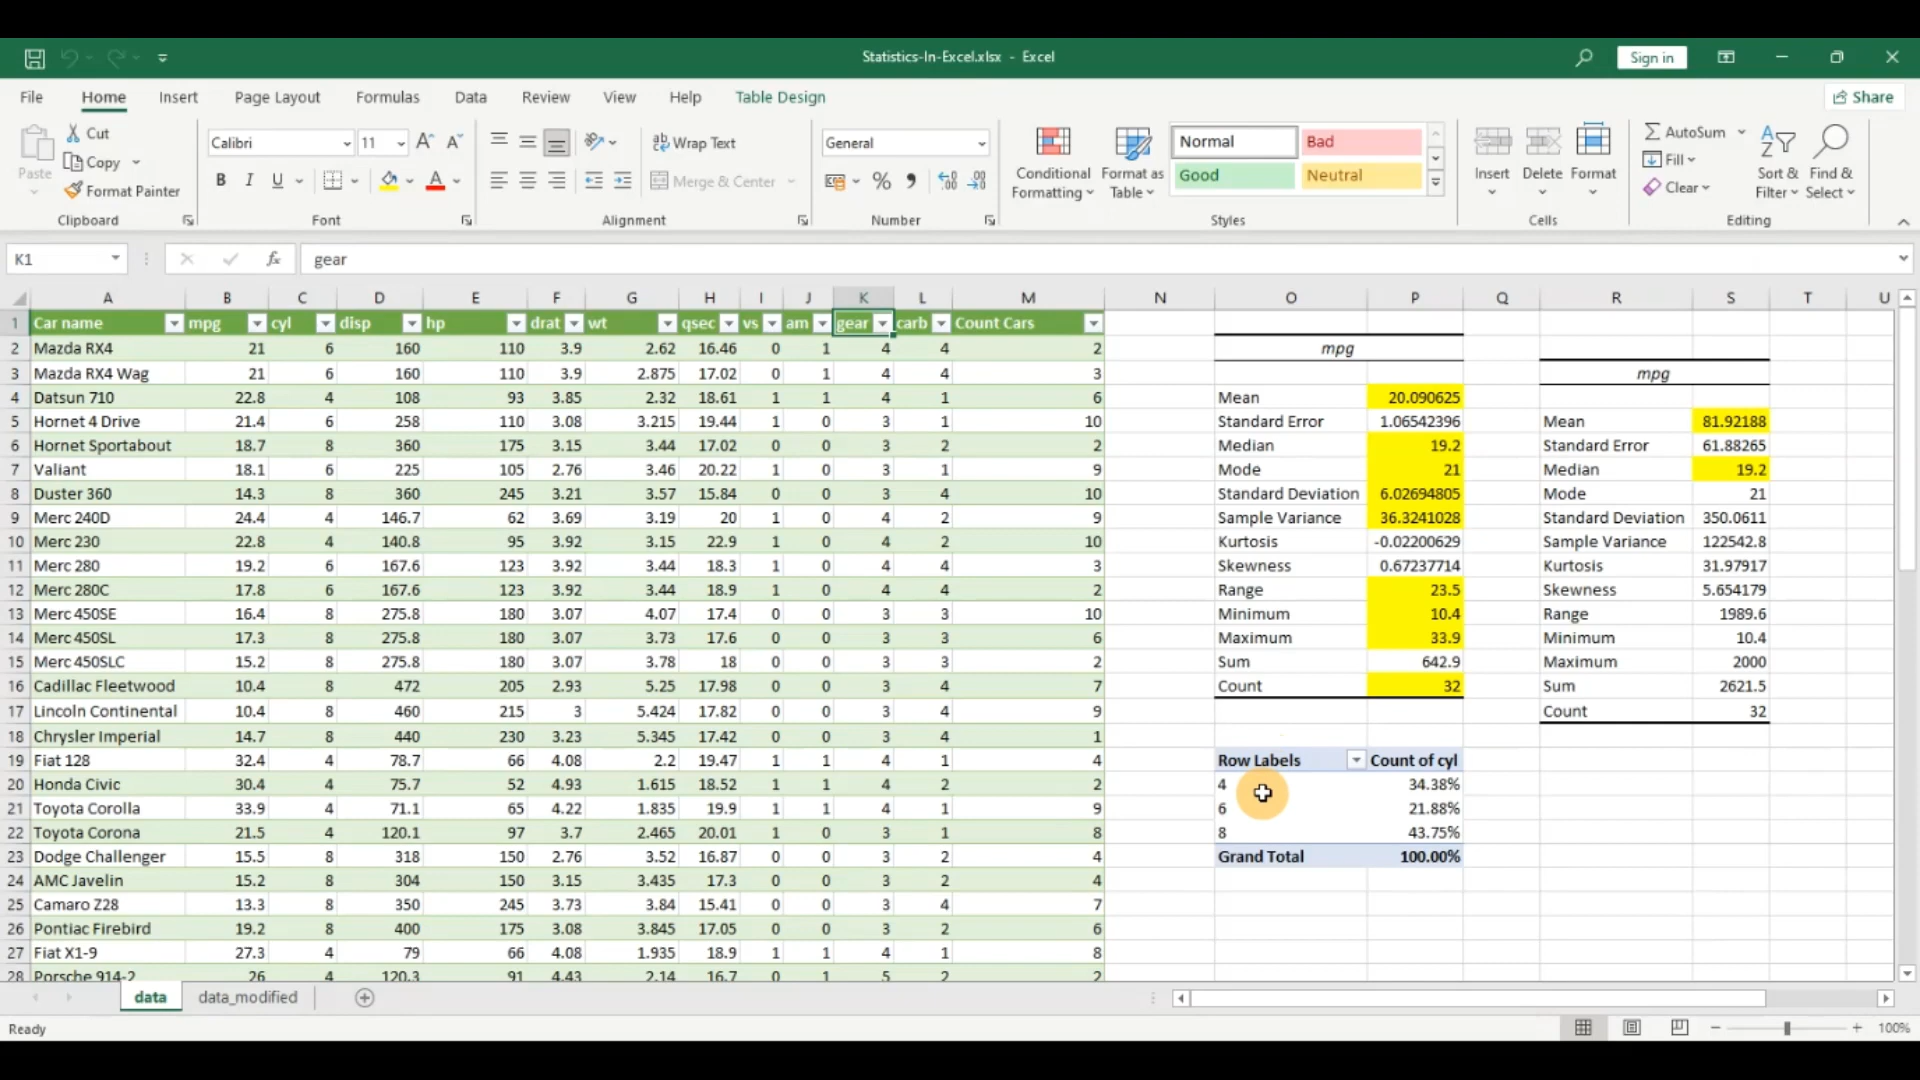 Statistics-In-Excel.xlsx - Excel
Sign in
File Home Insert Page Layout Formulas Data Review View Help Table Design
Share
Paste
Cut
Copy
Format Painter
Clipboard
Calibri 11
B I U
Font
Wrap Text
Merge & Center
Alignment
General
Number
Conditional Formatting
Format as Table
Normal Bad
Good Neutral
Styles
Insert Delete Format
Cells
AutoSum
Fill
Clear
Sort & Filter
Find & Select
Editing
K1 fx gear
A B C D E F G H I J K L M N O P Q R S T U
1 Car name mpg cyl disp hp drat wt qsec vs am gear carb Count Cars
2 Mazda RX4 21 6 160 110 3.9 2.62 16.46 0 1 4 4 2 mpg
3 Mazda RX4 Wag 21 6 160 110 3.9 2.875 17.02 0 1 4 4 3 mpg
4 Datsun 710 22.8 4 108 93 3.85 2.32 18.61 1 1 4 1 6 Mean 20.090625
5 Hornet 4 Drive 21.4 6 258 110 3.08 3.215 19.44 1 0 3 1 10 Standard Error 1.06542396 Mean 81.92188
6 Hornet Sportabout 18.7 8 360 175 3.15 3.44 17.02 0 0 3 2 2 Median 19.2 Standard Error 61.88265
7 Valiant 18.1 6 225 105 2.76 3.46 20.22 1 0 3 1 9 Mode 21 Median 19.2
8 Duster 360 14.3 8 360 245 3.21 3.57 15.84 0 0 3 4 10 Standard Deviation 6.02694805 Mode 21
9 Merc 240D 24.4 4 146.7 62 3.69 3.19 20 1 0 4 2 9 Sample Variance 36.3241028 Standard Deviation 350.0611
10 Merc 230 22.8 4 140.8 95 3.92 3.15 22.9 1 0 4 2 10 Kurtosis -0.02200629 Sample Variance 122542.8
11 Merc 280 19.2 6 167.6 123 3.92 3.44 18.3 1 0 4 4 3 Skewness 0.67237714 Kurtosis 31.97917
12 Merc 280C 17.8 6 167.6 123 3.92 3.44 18.9 1 0 4 4 2 Range 23.5 Skewness 5.654179
13 Merc 450SE 16.4 8 275.8 180 3.07 4.07 17.4 0 0 3 3 10 Minimum 10.4 Range 1989.6
14 Merc 450SL 17.3 8 275.8 180 3.07 3.73 17.6 0 0 3 3 6 Maximum 33.9 Minimum 10.4
15 Merc 450SLC 15.2 8 275.8 180 3.07 3.78 18 0 0 3 3 2 Sum 642.9 Maximum 2000
16 Cadillac Fleetwood 10.4 8 472 205 2.93 5.25 17.98 0 0 3 4 7 Count 32 Sum 2621.5
17 Lincoln Continental 10.4 8 460 215 3 5.424 17.82 0 0 3 4 9 Count 32
18 Chrysler Imperial 14.7 8 440 230 3.23 5.345 17.42 0 0 3 4 1
19 Fiat 128 32.4 4 78.7 66 4.08 2.2 19.47 1 1 4 1 4 Row Labels Count of cyl
20 Honda Civic 30.4 4 75.7 52 4.93 1.615 18.52 1 1 4 2 2 4 34.38%
21 Toyota Corolla 33.9 4 71.1 65 4.22 1.835 19.9 1 1 4 1 9 6 21.88%
22 Toyota Corona 21.5 4 120.1 97 3.7 2.465 20.01 1 0 3 1 8 8 43.75%
23 Dodge Challenger 15.5 8 318 150 2.76 3.52 16.87 0 0 3 2 4 Grand Total 100.00%
24 AMC Javelin 15.2 8 304 150 3.15 3.435 17.3 0 0 3 2 4
25 Camaro Z28 13.3 8 350 245 3.73 3.84 15.41 0 0 3 4 7
26 Pontiac Firebird 19.2 8 400 175 3.08 3.845 17.05 0 0 3 2 6
27 Fiat X1-9 27.3 4 79 66 4.08 1.935 18.9 1 1 4 1 8
28 Porsche 914-2 26 4 120.3 91 4.43 2.14 16.7 0 1 5 2 2
data data_modified
Ready
100%